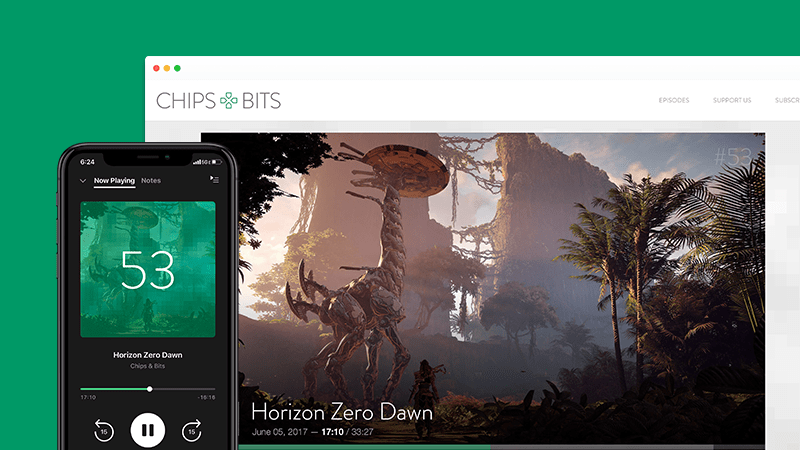 CHIPS BITS
EPISODES SUPPORT US SUBSCR
#53
Horizon Zero Dawn
June 05, 2017 — 17:10 / 33:27
6:24
Now Playing Notes
53
Horizon Zero Dawn
Chips & Bits
17:10 -16:16
15 15